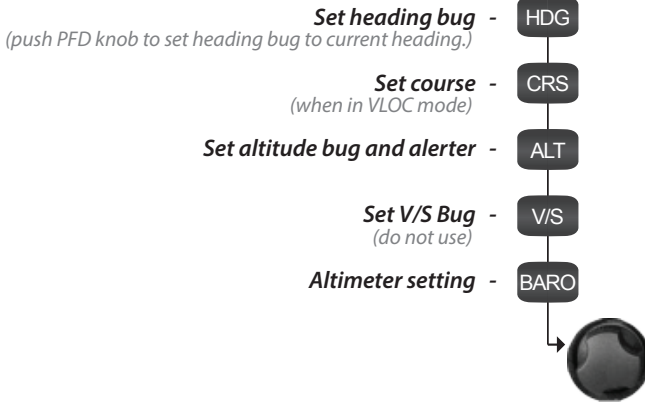 Set heading bug - HDG
(push PFD knob to set heading bug to current heading.)
Set course - CRS
(when in VLOC mode)
Set altitude bug and alerter - ALT
Set V/S Bug - V/S
(do not use)
Altimeter setting - BARO